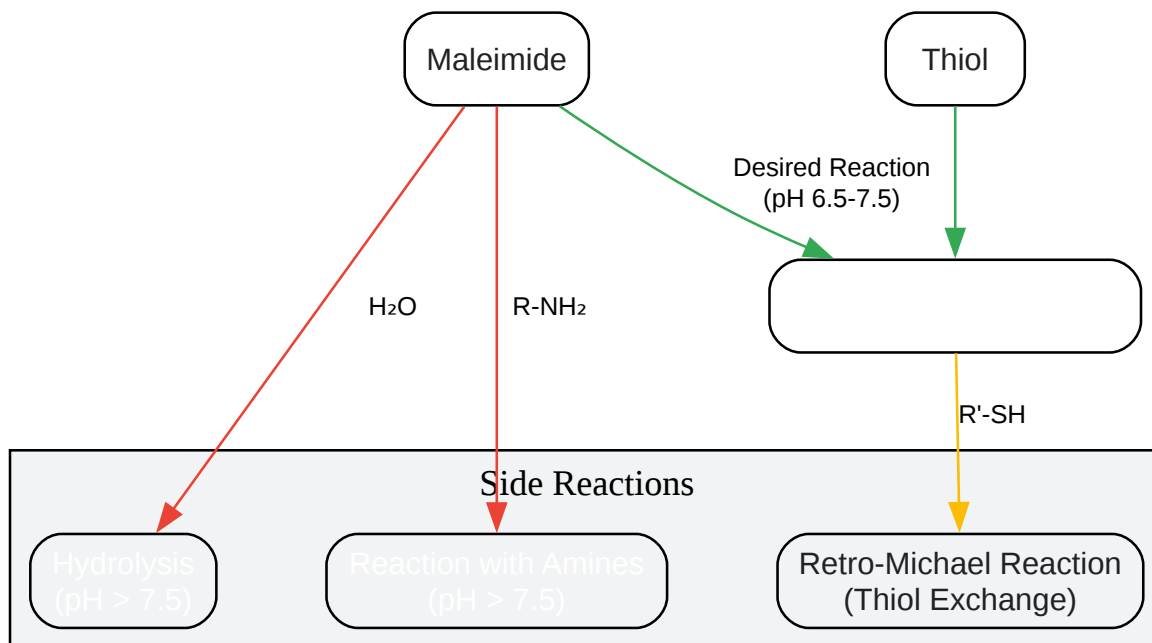 Maleimide
Thiol
Desired Reaction
(pH 6.5-7.5)
H₂O
R-NH₂
R'-SH
Side Reactions
Hydrolysis
(pH > 7.5)
Reaction with Amines
(pH > 7.5)
Retro-Michael Reaction
(Thiol Exchange)